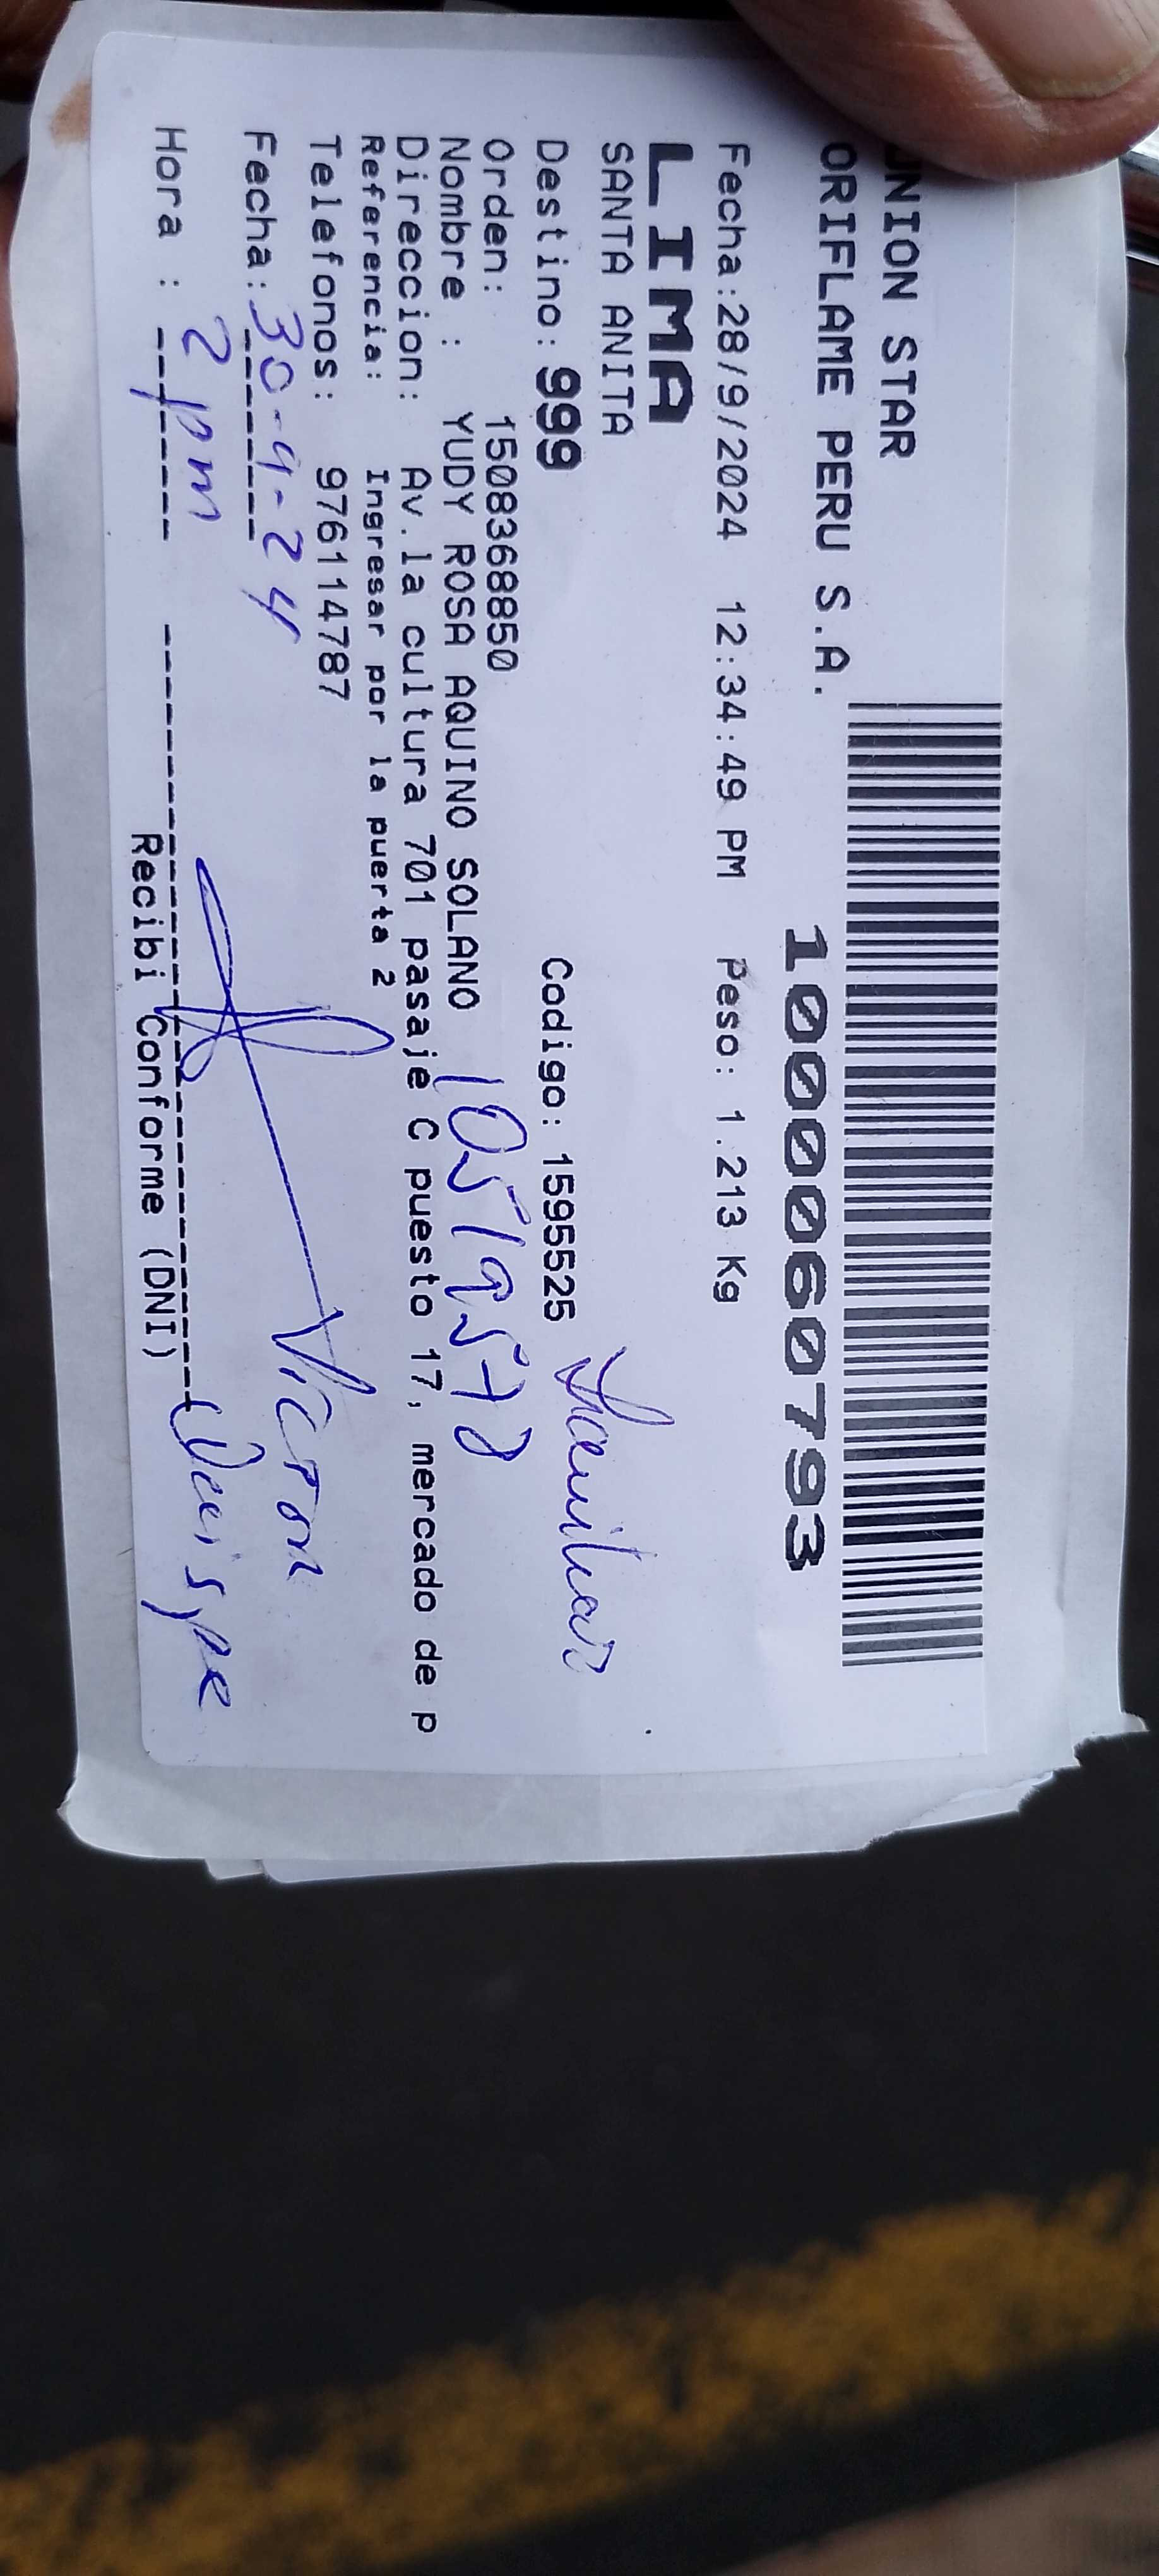 UNION STAR
ORIFLAME PERU S.A.
1000060793
Fecha:28/9/2024 12:34:49 PM Peso: 1.213 Kg
LIMA
SANTA ANITA
Destino: 999 Codigo: 1595525
Familiar
Orden: 1508368850
Nombre : YUDY ROSA AQUINO SOLANO
Direccion: Av.la cultura 701 pasaje C puesto 17, mercado de p
Referencia: Ingresar por la puerta 2
Telefonos: 976114787
Fecha: 30-9-24
Victor
Hora : 2 pm
Quispe
Recibi Conforme (DNI)